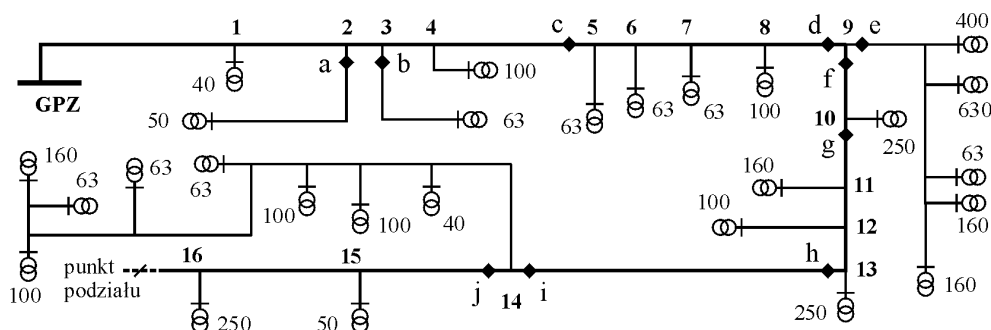 1 2 3 4 c 5 6 7 8 d 9 e 400
a b 100
40
GPZ f
630
50 63 63 63 63 100 10
250
160 63 g
63 63 160 11 63
100 12 160
100 100 40
16 15 h 13
punkt
podziału
100 j 14 i
250 50 250 160